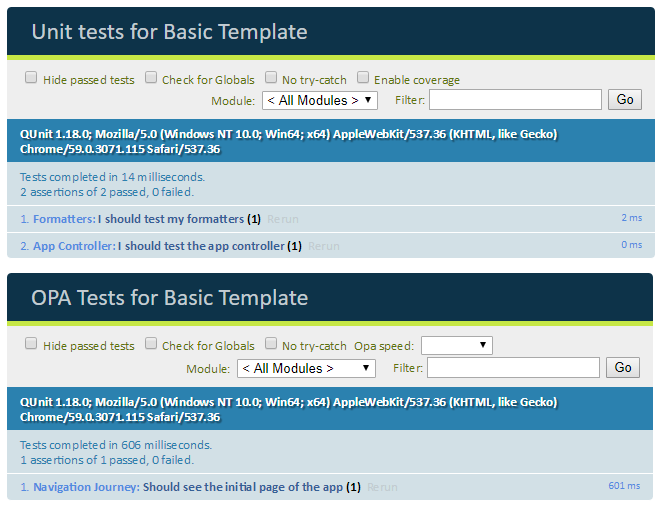 Unit tests for Basic Template
Hide passed tests Check for Globals No try-catch Enable coverage
Module: < All Modules > Filter: Go
QUnit 1.18.0; Mozilla/5.0 (Windows NT 10.0; Win64; x64) AppleWebKit/537.36 (KHTML, like Gecko)
Chrome/59.0.3071.115 Safari/537.36
Tests completed in 14 milliseconds.
2 assertions of 2 passed, 0 failed.
1. Formatters: I should test my formatters (1) Rerun 2 ms
2. App Controller: I should test the app controller (1) Rerun 0 ms
OPA Tests for Basic Template
Hide passed tests Check for Globals No try-catch Opa speed:
Module: < All Modules > Filter: Go
QUnit 1.18.0; Mozilla/5.0 (Windows NT 10.0; Win64; x64) AppleWebKit/537.36 (KHTML, like Gecko)
Chrome/59.0.3071.115 Safari/537.36
Tests completed in 606 milliseconds.
1 assertions of 1 passed, 0 failed.
1. Navigation Journey: Should see the initial page of the app (1) Rerun 601 ms